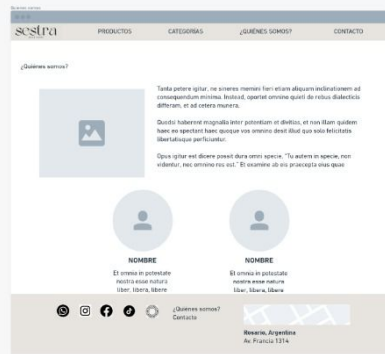 Quiénes somos
sestra
PRODUCTOS
CATEGORÍAS
¿QUIÉNES SOMOS?
CONTACTO
¿Quiénes somos?
Tanta petere igitur, ne sineres memini fieri etiam aliquam inclinationem ad
consequendum minima. Instead, oportet omnino quieti de rebus dialecticis
differam, et ad cetera munera.
haberent magnalia inter potentiam et divitias, et non illam quidem
haec eo spectant haec quoque vos omnino desit illud quo solo felicitatis
libertatisque perficiuntur.
Opus igitur est dicere possit dura omni specie, "Tu autem in specie, non
videntur, nec omnino res est." Et examine ab eis praecepta eius quae
NOMBRE
Et omnia in potestate
nostra esse natura
liber, libera, libere
NOMBRE
Et omnia in potestate
nostra esse natura
liber, libera, libere
¿Quiénes somos?
Contacto
Rosario, Argentina
Av. Francia 1314